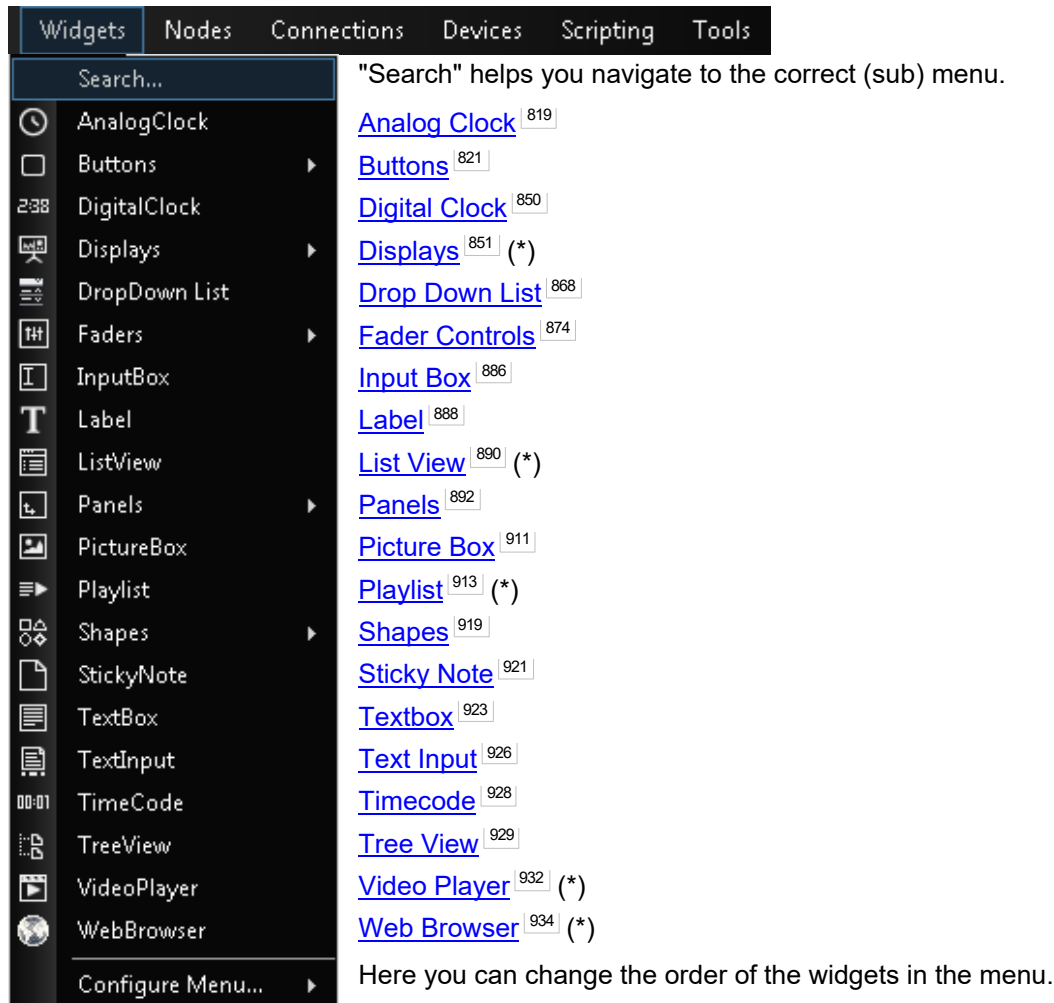 Widgets Nodes Connections Devices Scripting Tools
Search... "Search" helps you navigate to the correct (sub) menu.
AnalogClock Analog Clock 819
Buttons Buttons 821
2:38 DigitalClock Digital Clock 850
Displays Displays 851 (*)
DropDown List Drop Down List 868
Faders Fader Controls 874
InputBox Input Box 886
T Label Label 888
ListView List View 890 (*)
Panels Panels 892
PictureBox Picture Box 911
Playlist Playlist 913 (*)
Shapes Shapes 919
StickyNote Sticky Note 921
TextBox Textbox 923
TextInput Text Input 926
00:01 TimeCode Timecode 928
TreeView Tree View 929
VideoPlayer Video Player 932 (*)
WebBrowser Web Browser 934 (*)
Configure Menu... Here you can change the order of the widgets in the menu.